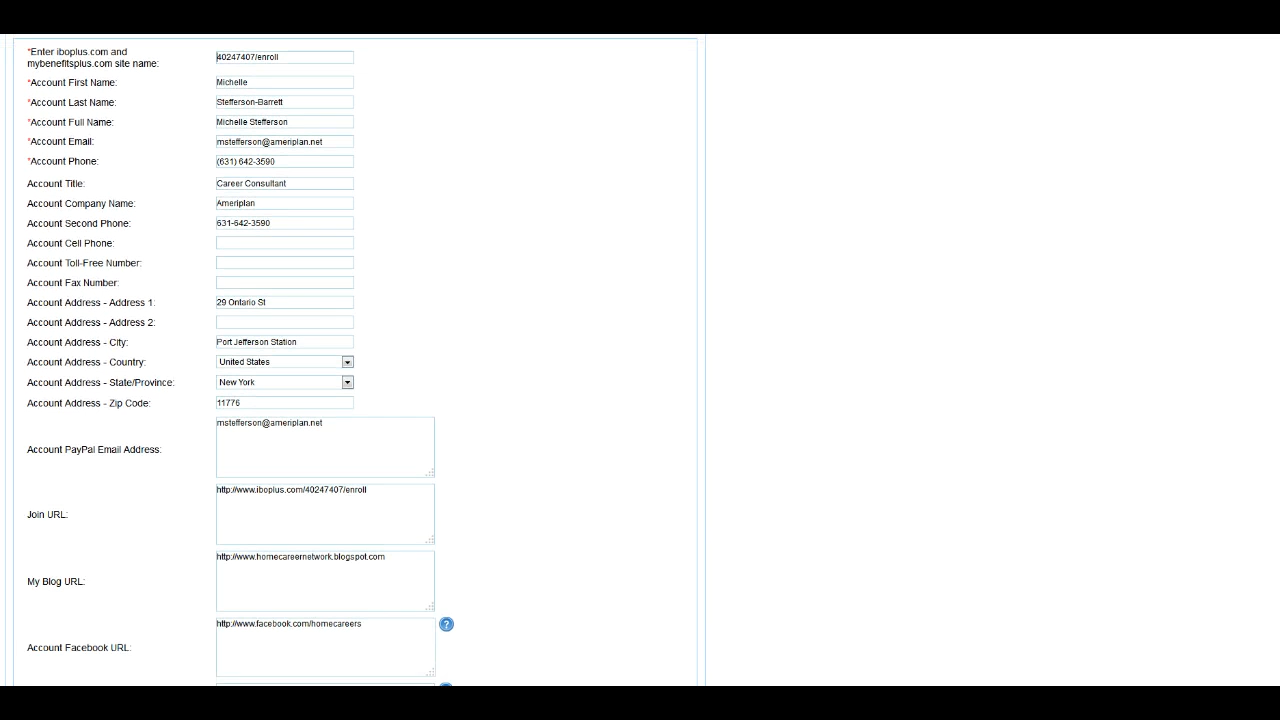 *Enter iboplus.com and
mybenefitsplus.com site name:
40247407/enroll
*Account First Name: Michelle
*Account Last Name: Stefferson-Barrett
*Account Full Name: Michelle Stefferson
*Account Email: mstefferson@ameriplan.net
*Account Phone: (631) 642-3590
Account Title: Career Consultant
Account Company Name: Ameriplan
Account Second Phone: 631-642-3590
Account Cell Phone:
Account Toll-Free Number:
Account Fax Number:
Account Address - Address 1: 29 Ontario St
Account Address - Address 2:
Account Address - City: Port Jefferson Station
Account Address - Country: United States
Account Address - State/Province: New York
Account Address - Zip Code: 11776
mstefferson@ameriplan.net
Account PayPal Email Address:
http://www.iboplus.com/40247407/enroll
Join URL:
http://www.homecareernetwork.blogspot.com
My Blog URL:
http://www.facebook.com/homecareers
?
Account Facebook URL: